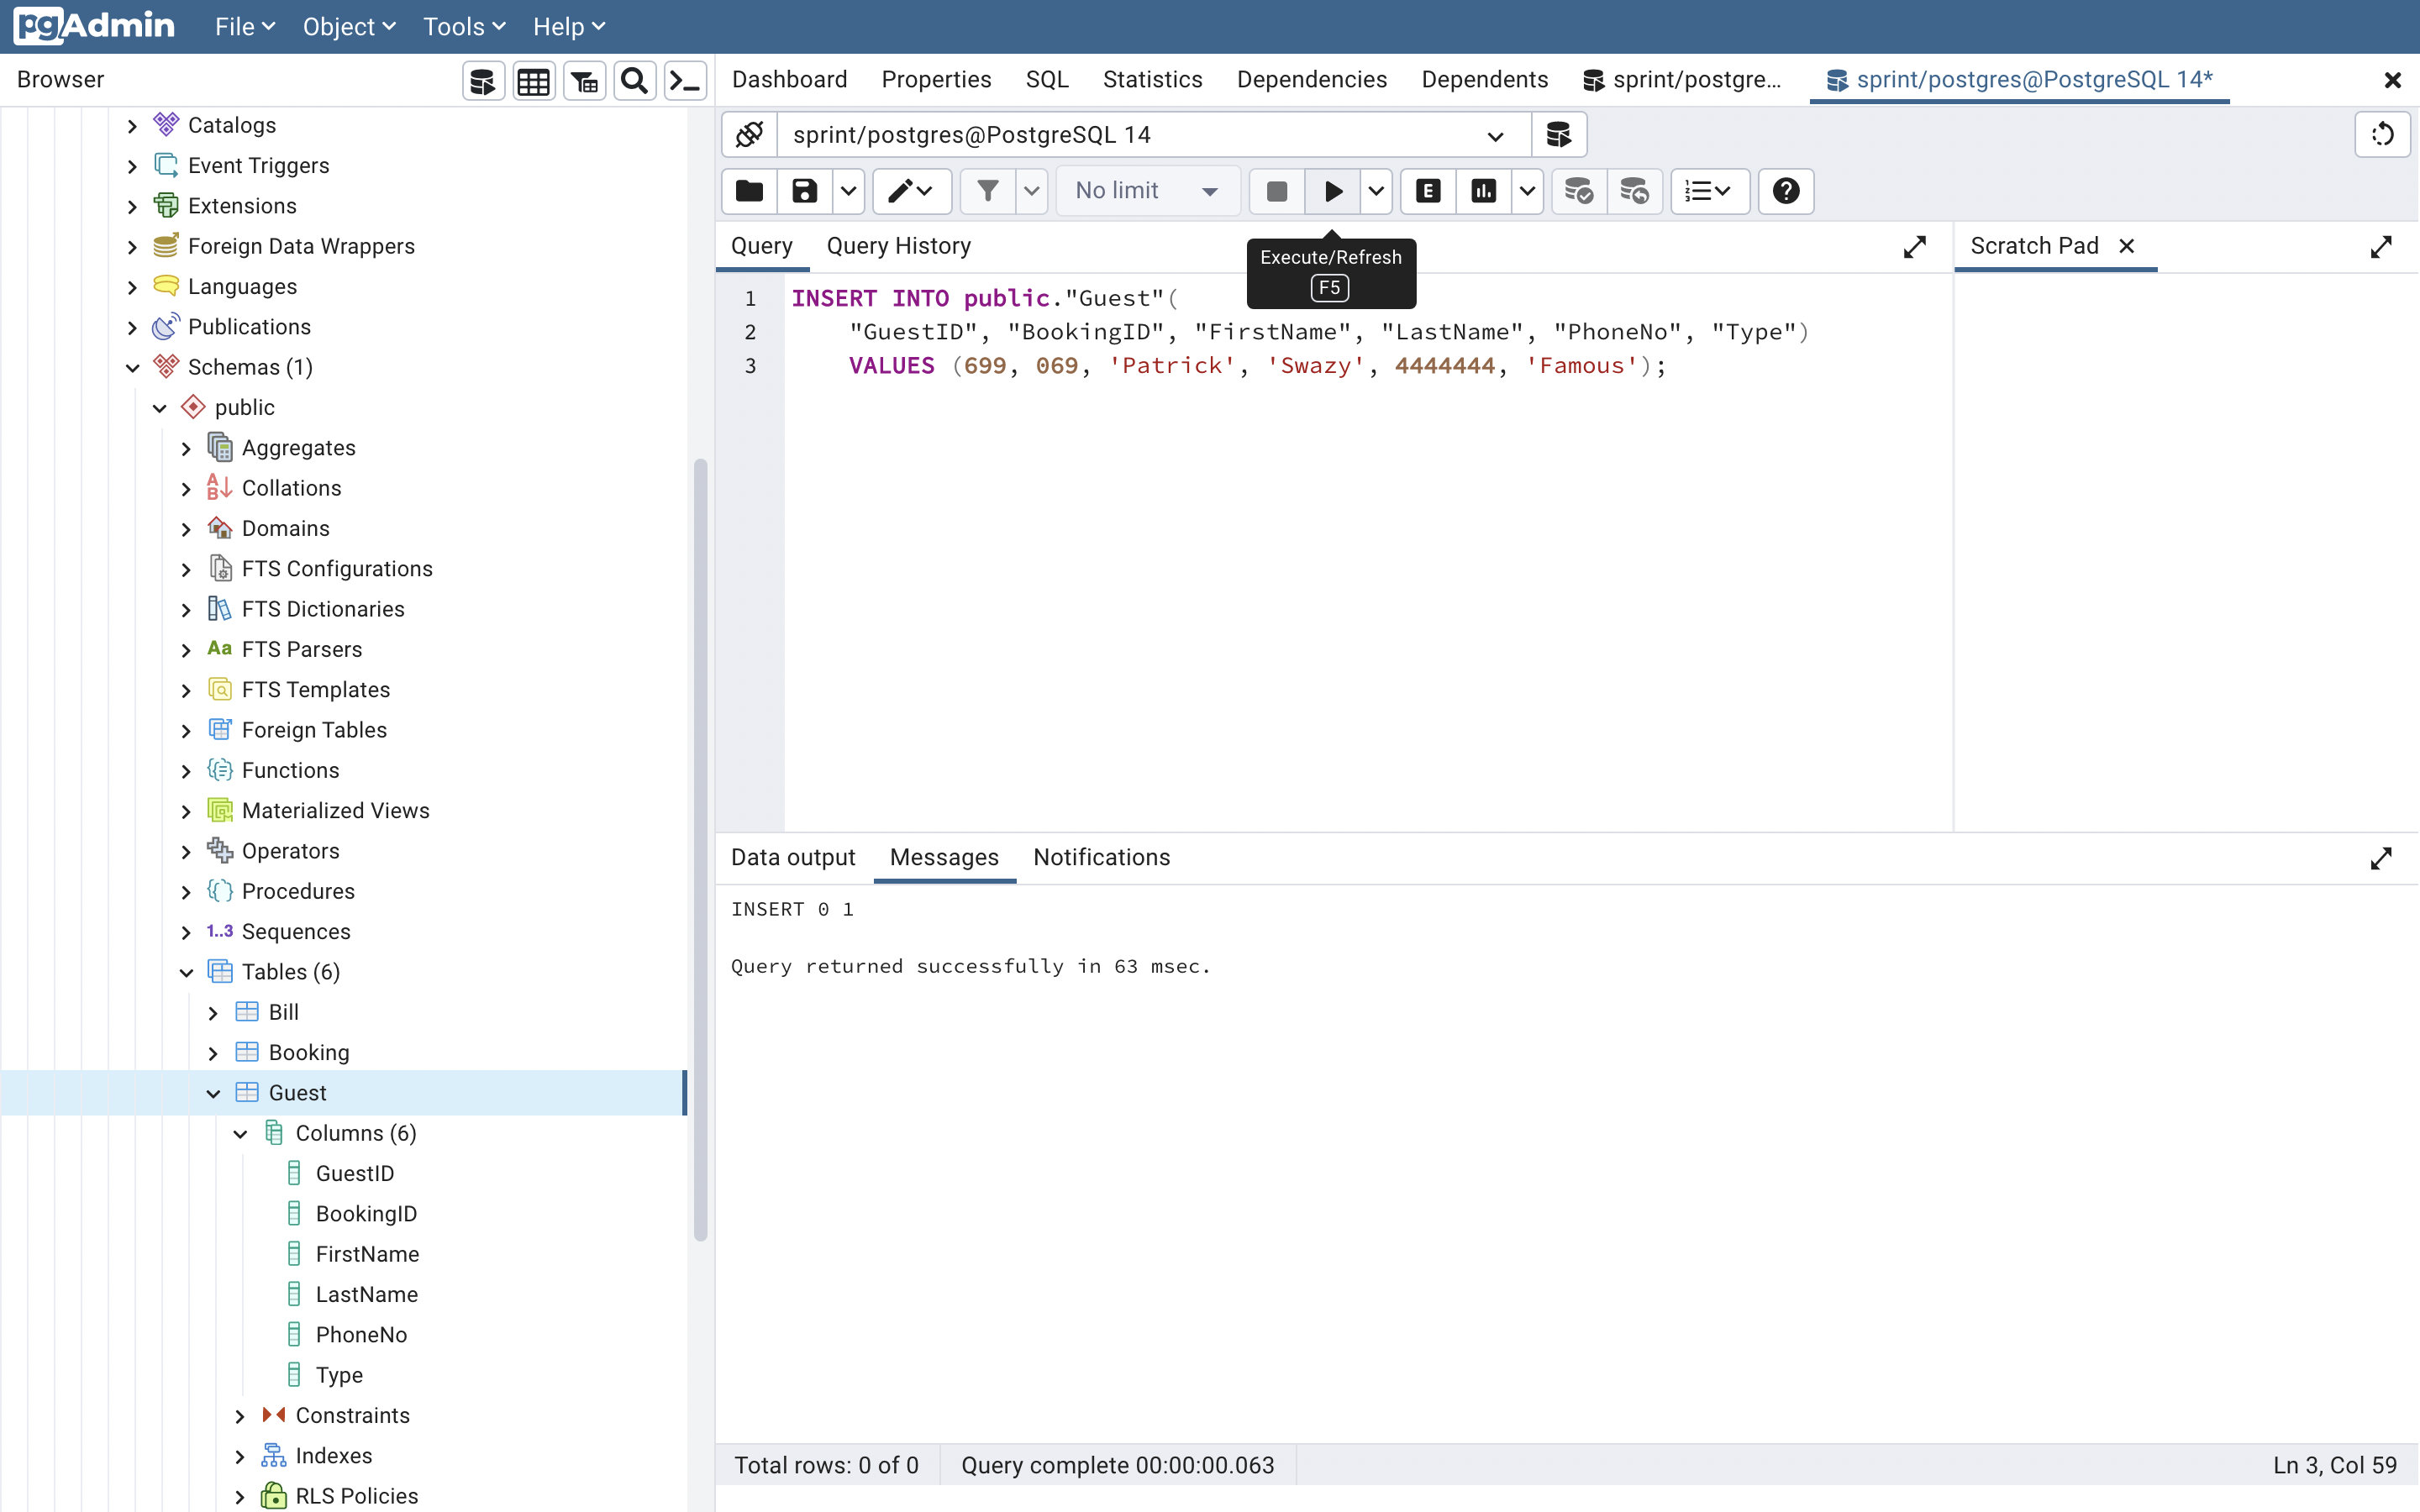 pgAdmin File Object Tools Help
Browser
Dashboard Properties SQL Statistics Dependencies Dependents sprint/postgre... sprint/postgres@PostgreSQL 14*
Catalogs
Event Triggers
Extensions
Foreign Data Wrappers
Languages
Publications
Schemas (1)
public
Aggregates
Collations
Domains
FTS Configurations
FTS Dictionaries
Aa FTS Parsers
FTS Templates
Foreign Tables
Functions
Materialized Views
Operators
Procedures
1..3 Sequences
Tables (6)
Bill
Booking
Guest
Columns (6)
GuestID
BookingID
FirstName
LastName
PhoneNo
Type
Constraints
Indexes
RLS Policies
sprint/postgres@PostgreSQL 14
No limit
E
Query Query History
Execute/Refresh
F5
Scratch Pad
1 INSERT INTO public."Guest"(
2 "GuestID", "BookingID", "FirstName", "LastName", "PhoneNo", "Type")
3 VALUES (699, 069, 'Patrick', 'Swazy', 4444444, 'Famous');
Data output Messages Notifications
INSERT 0 1
Query returned successfully in 63 msec.
Total rows: 0 of 0 Query complete 00:00:00.063 Ln 3, Col 59